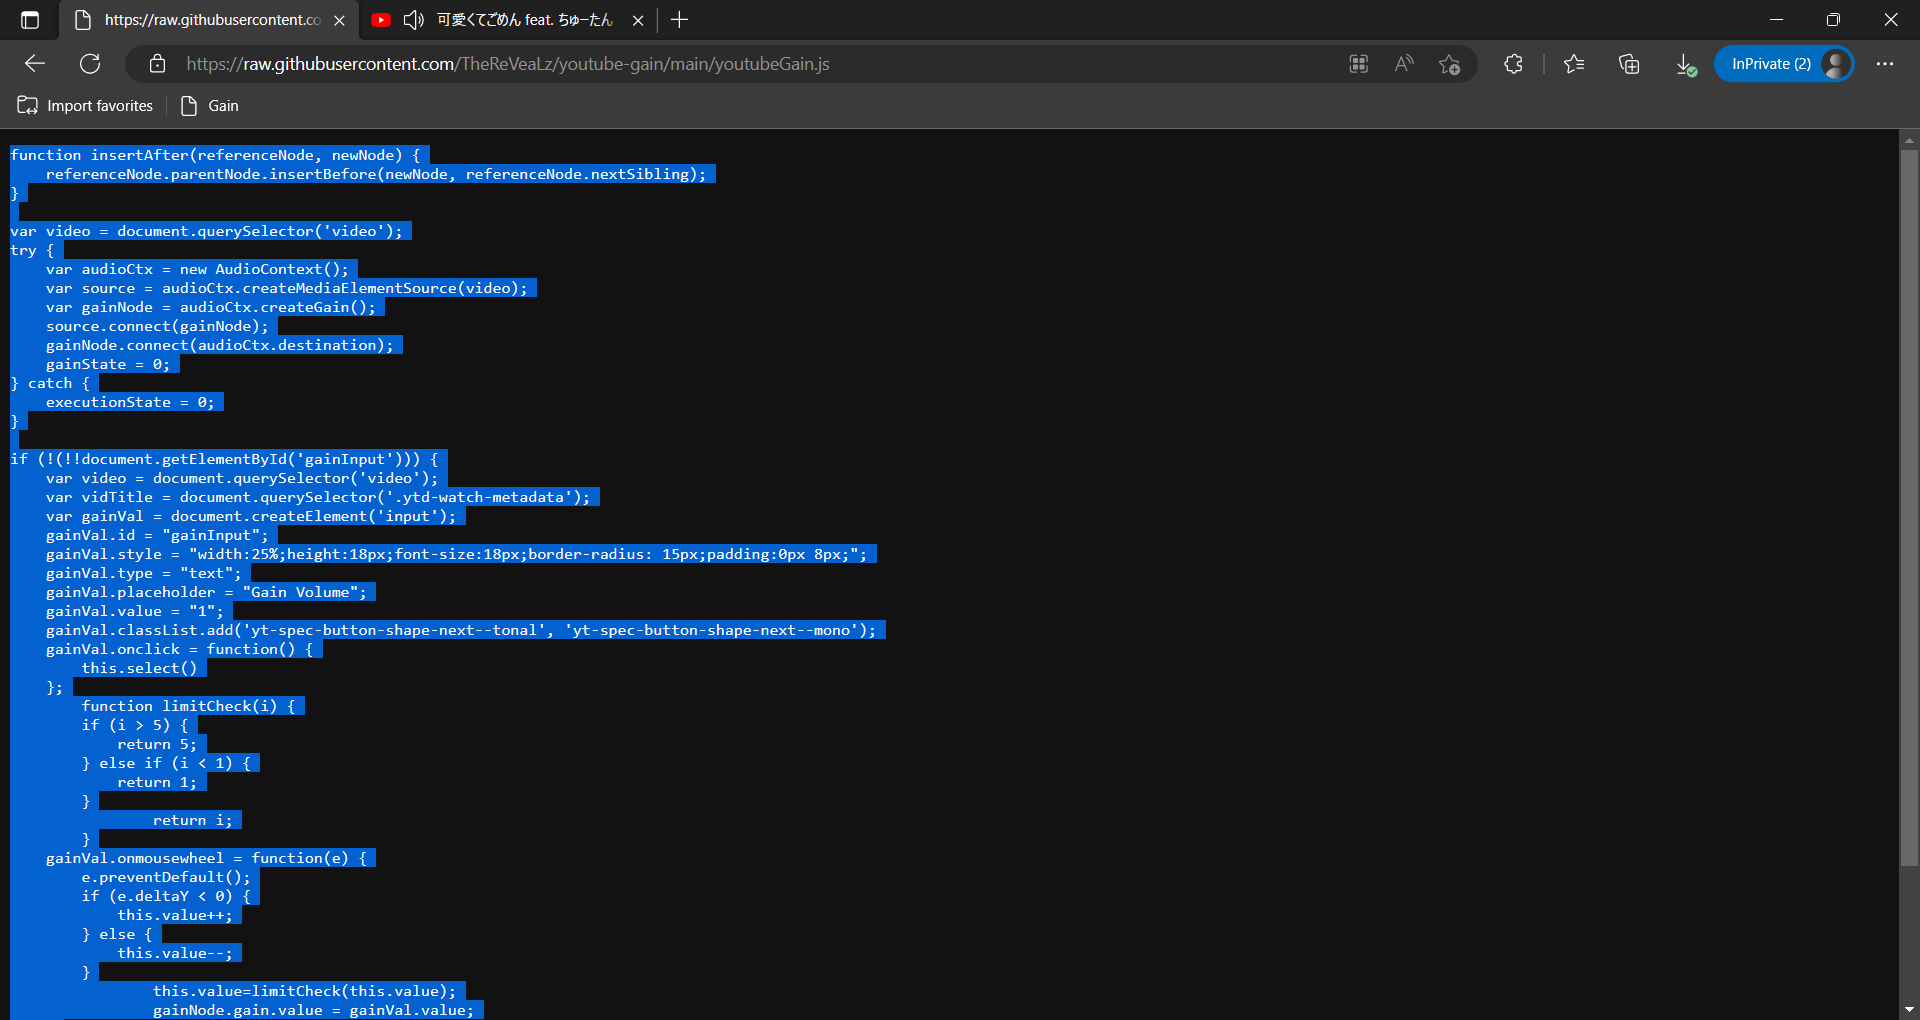 https://raw.githubusercontent.co
可愛くてごめん feat. ちゅーたん
https://raw.githubusercontent.com/TheReVeaLz/youtube-gain/main/youtubeGain.js
InPrivate (2)
Import favorites
Gain
function insertAfter(referenceNode, newNode) {
    referenceNode.parentNode.insertBefore(newNode, referenceNode.nextSibling);
}
var video = document.querySelector('video');
try {
    var audioCtx = new AudioContext();
    var source = audioCtx.createMediaElementSource(video);
    var gainNode = audioCtx.createGain();
    source.connect(gainNode);
    gainNode.connect(audioCtx.destination);
    gainState = 0;
} catch {
    executionState = 0;
}
if (!(!!document.getElementById('gainInput'))) {
    var video = document.querySelector('video');
    var vidTitle = document.querySelector('.ytd-watch-metadata');
    var gainVal = document.createElement('input');
    gainVal.id = "gainInput";
    gainVal.style = "width:25%;height:18px;font-size:18px;border-radius: 15px;padding:0px 8px;";
    gainVal.type = "text";
    gainVal.placeholder = "Gain Volume";
    gainVal.value = "1";
    gainVal.classList.add('yt-spec-button-shape-next--tonal', 'yt-spec-button-shape-next--mono');
    gainVal.onclick = function() {
        this.select()
    };
        function limitCheck(i) {
        if (i > 5) {
            return 5;
        } else if (i < 1) {
            return 1;
        }
                return i;
        }
    gainVal.onmousewheel = function(e) {
        e.preventDefault();
        if (e.deltaY < 0) {
            this.value++;
        } else {
            this.value--;
        }
                this.value=limitCheck(this.value);
                gainNode.gain.value = gainVal.value;